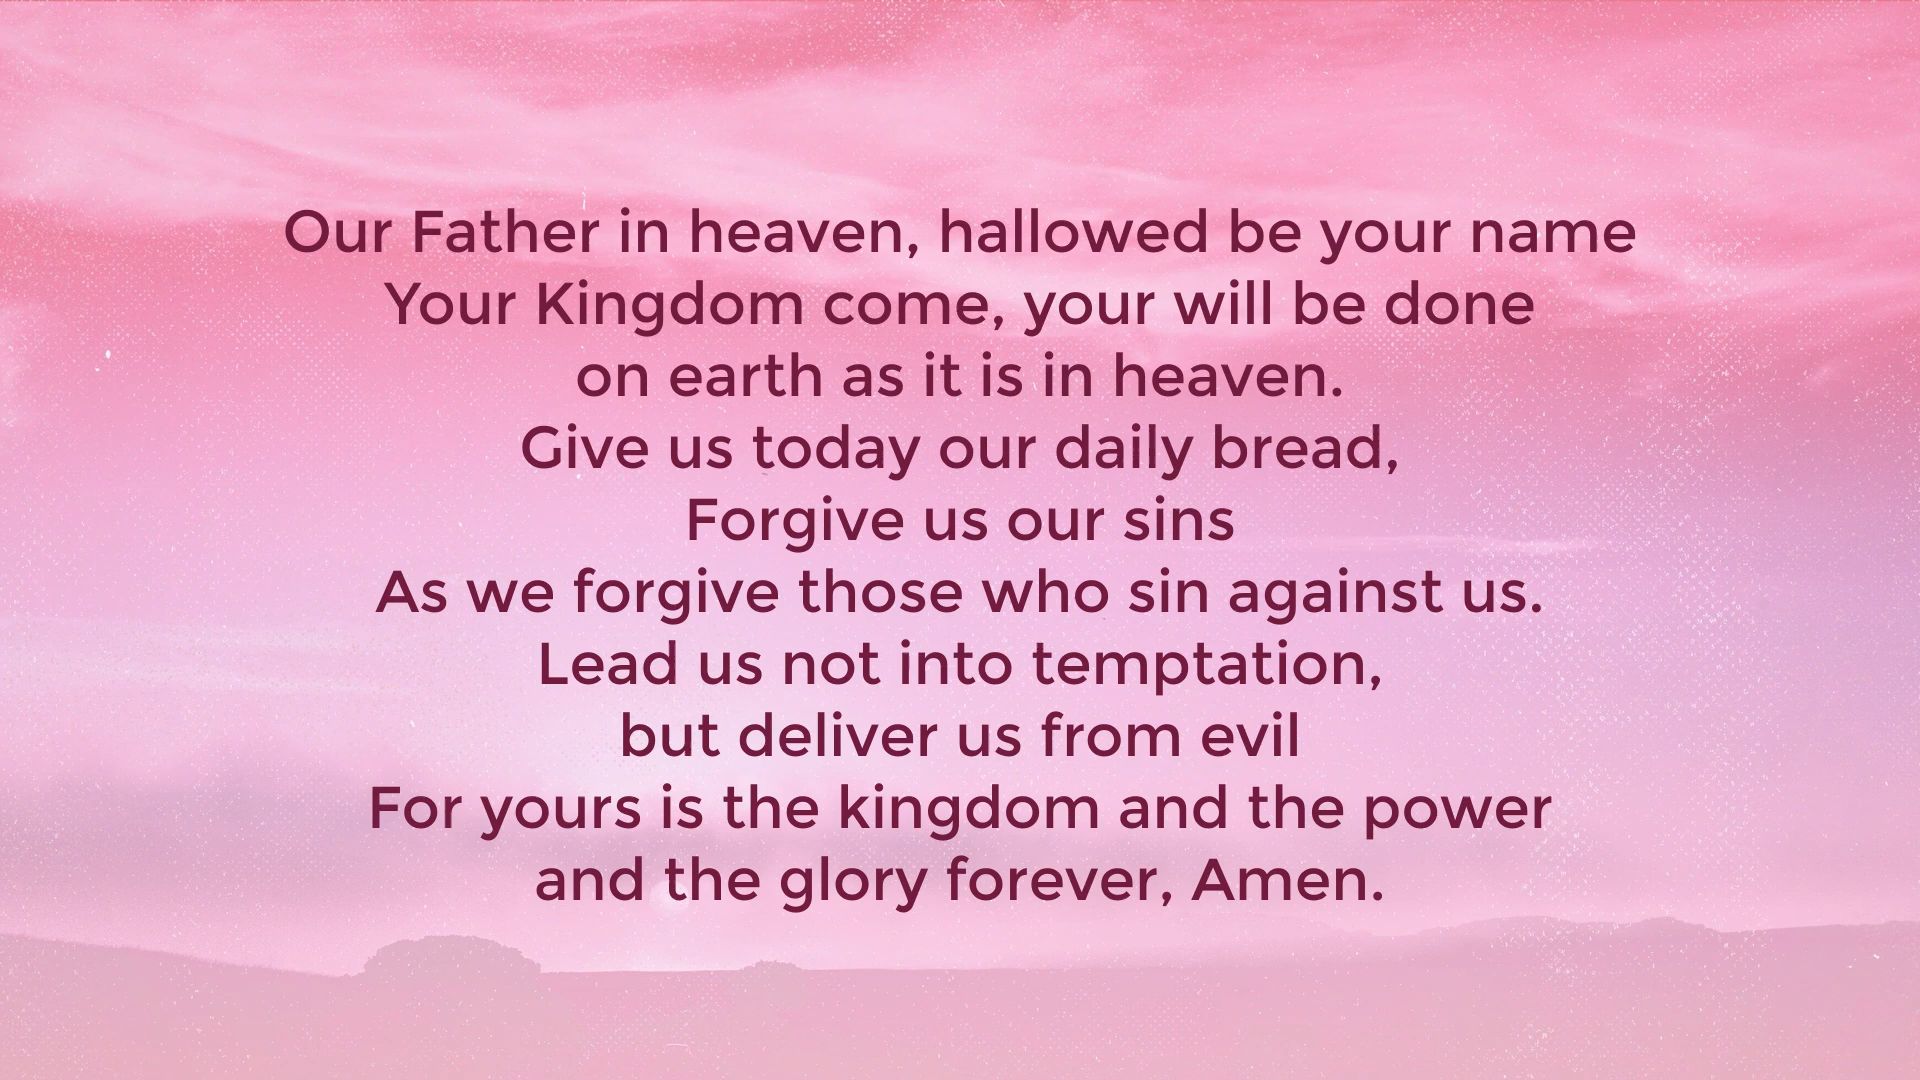 Our Father in heaven, hallowed be your name
Your Kingdom come, your will be done
on earth as it is in heaven.
Give us today our daily bread,
Forgive us our sins
As we forgive those who sin against us.
Lead us not into temptation,
but deliver us from evil
For yours is the kingdom and the power
and the glory forever, Amen.